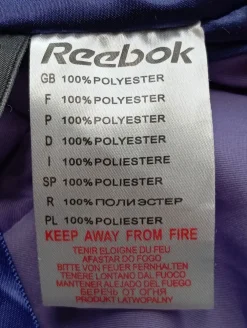 Reebok
GB 100% POLYESTER
F 100% POLYESTER
P 100% POLYESTER
D 100% POLYESTER
I 100% POLIESTERE
SP 100% POLIESTER
R 100% ПОЛИЭСТЕР
PL 100% POLYESTER
KEEP AWAY FROM FIRE
TENIR ELOIGNE DU FEU
AFASTAR DO FOGO
BITTE VON FEUER FERNHALTEN
TENERE LONTANO DAL FUOCO
MANTENER ALEJADO DEL FUEGO
БЕРЕЧЬ ОТ ОГНЯ
PRODUKT LATWOPALNY